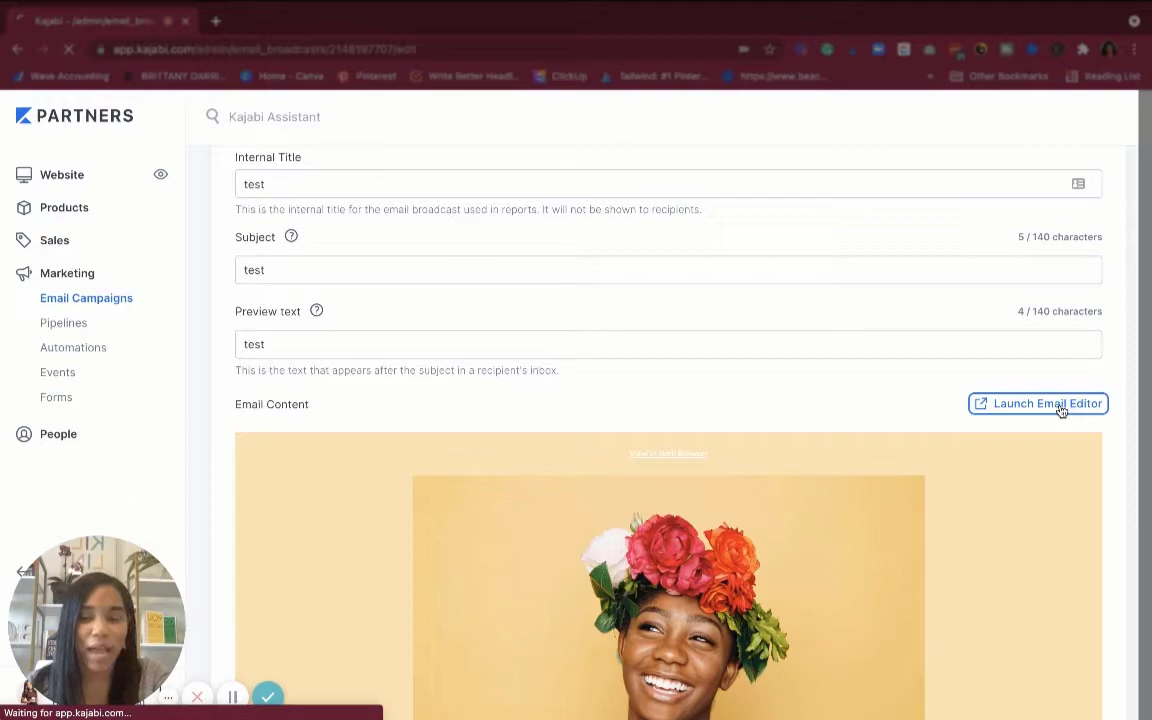 Kajabi - /admin/email_bro
app.kajabi.com/admin/email_broadcasts/2148197707/edit
Wave Accounting
BRITTANY DARRI...
Home - Canva
Pinterest
Write Better Headl...
ClickUp
Tailwind: #1 Pinter...
https://www.beac...
»
Other Bookmarks
Reading List
PARTNERS
Kajabi Assistant
Website
Products
Sales
Marketing
Email Campaigns
Pipelines
Automations
Events
Forms
People
Internal Title
test
This is the internal title for the email broadcast used in reports. It will not be shown to recipients.
Subject
5 / 140 characters
test
Preview text
4 / 140 characters
test
This is the text that appears after the subject in a recipient's inbox.
Email Content
Launch Email Editor
View in Web Browser
Waiting for app.kajabi.com...